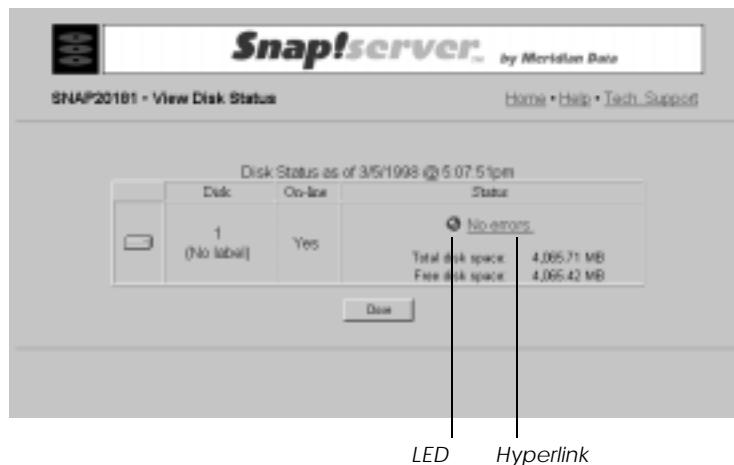 Snap!server™ by Meridian Data
SNAP20181 - View Disk Status
Home • Help • Tech. Support
Disk Status as of 3/5/1998 @ 5:07:51pm
Disk On-line Status
1
(No label)
Yes
No errors.
Total disk space: 4,065.71 MB
Free disk space: 4,065.42 MB
Done
LED Hyperlink